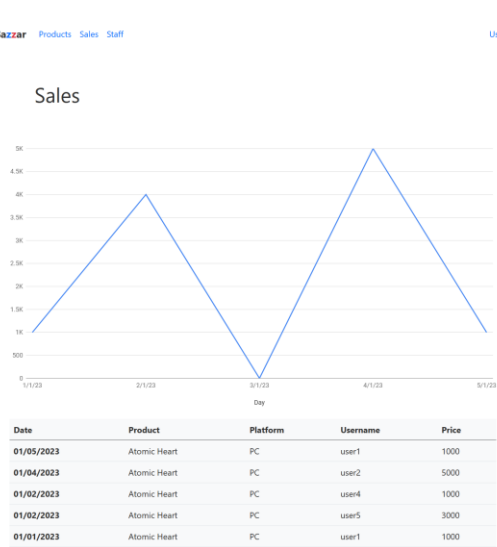 azzar Products Sales Staff Us
Sales
5K
4.5K
4K
3.5K
3K
2.5K
2K
1.5K
1K
500
0
1/1/23 2/1/23 3/1/23 4/1/23 5/1/23
Day
Date Product Platform Username Price
01/05/2023 Atomic Heart PC user1 1000
01/04/2023 Atomic Heart PC user2 5000
01/02/2023 Atomic Heart PC user4 1000
01/02/2023 Atomic Heart PC user5 3000
01/01/2023 Atomic Heart PC user1 1000